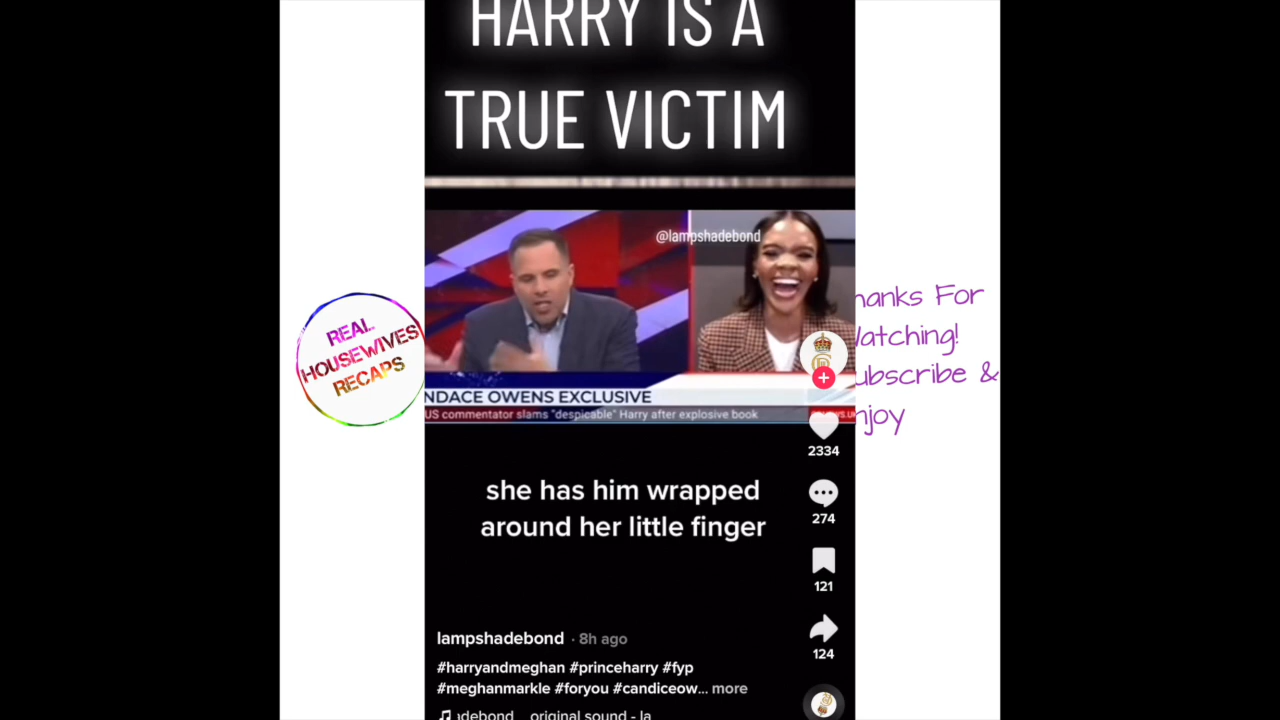 HARRY IS A
TRUE VICTIM
@lampshadebond
NDACE OWENS EXCLUSIVE
US commentator slams "despicable" Harry after explosive book
REAL
HOUSEWIVES
RECAPS
hanks For
Watching!
ubscribe &
njoy
2334
274
121
124
she has him wrapped
around her little finger
lampshadebond · 8h ago
#harryandmeghan #princeharry #fyp
#meghanmarkle #foryou #candiceow... more
original sound - la